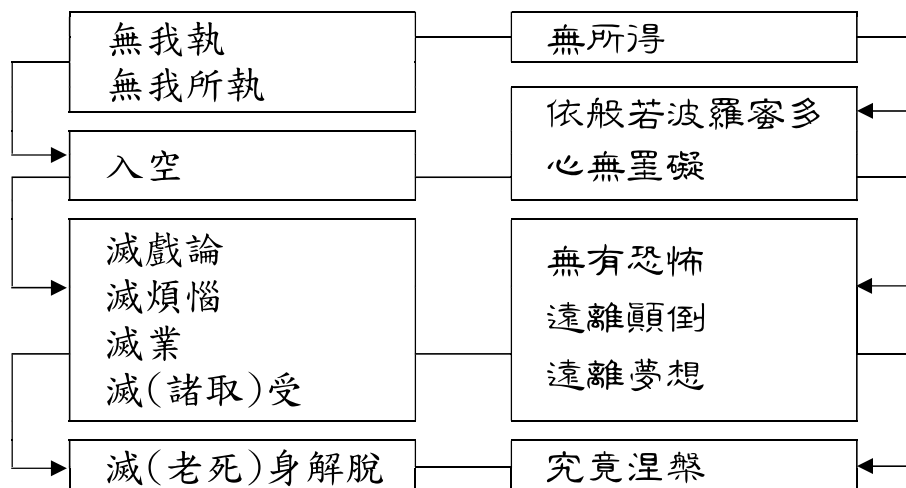 無我執
無我所執
無所得
入空
依般若波羅蜜多
心無罣礙
滅戲論
滅煩惱
滅業
滅(諸取)受
無有恐怖
遠離顚倒
遠離夢想
滅(老死)身解脫
究竟涅槃